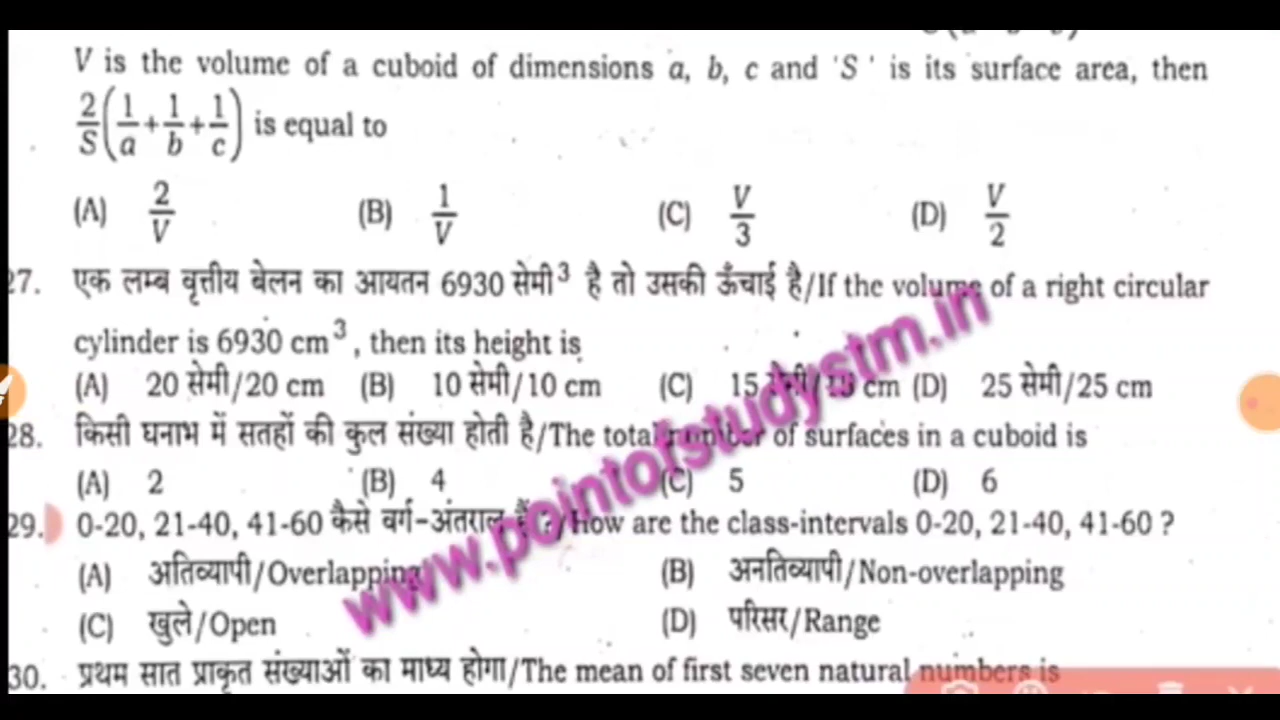 V is the volume of a cuboid of dimensions a, b, c and 'S' is its surface area, then
2/S(1/a+1/b+1/c) is equal to
(A) 2/V (B) 1/V (C) V/3 (D) V/2
27. एक लम्ब वृत्तीय बेलन का आयतन 6930 सेमी³ है तो उसकी ऊँचाई है/If the volume of a right circular
cylinder is 6930 cm³, then its height is
(A) 20 सेमी/20 cm (B) 10 सेमी/10 cm (C) 15 सेमी/15 cm (D) 25 सेमी/25 cm
28. किसी घनाभ में सतहों की कुल संख्या होती है/The total number of surfaces in a cuboid is
(A) 2 (B) 4 (C) 5 (D) 6
29. 0-20, 21-40, 41-60 कैसे वर्ग-अंतराल हैं ?/How are the class-intervals 0-20, 21-40, 41-60 ?
(A) अतिव्यापी/Overlapping (B) अनतिव्यापी/Non-overlapping
(C) खुले/Open (D) परिसर/Range
30. प्रथम सात प्राकृत संख्याओं का माध्य होगा/The mean of first seven natural numbers is
www.pointofstudystm.in